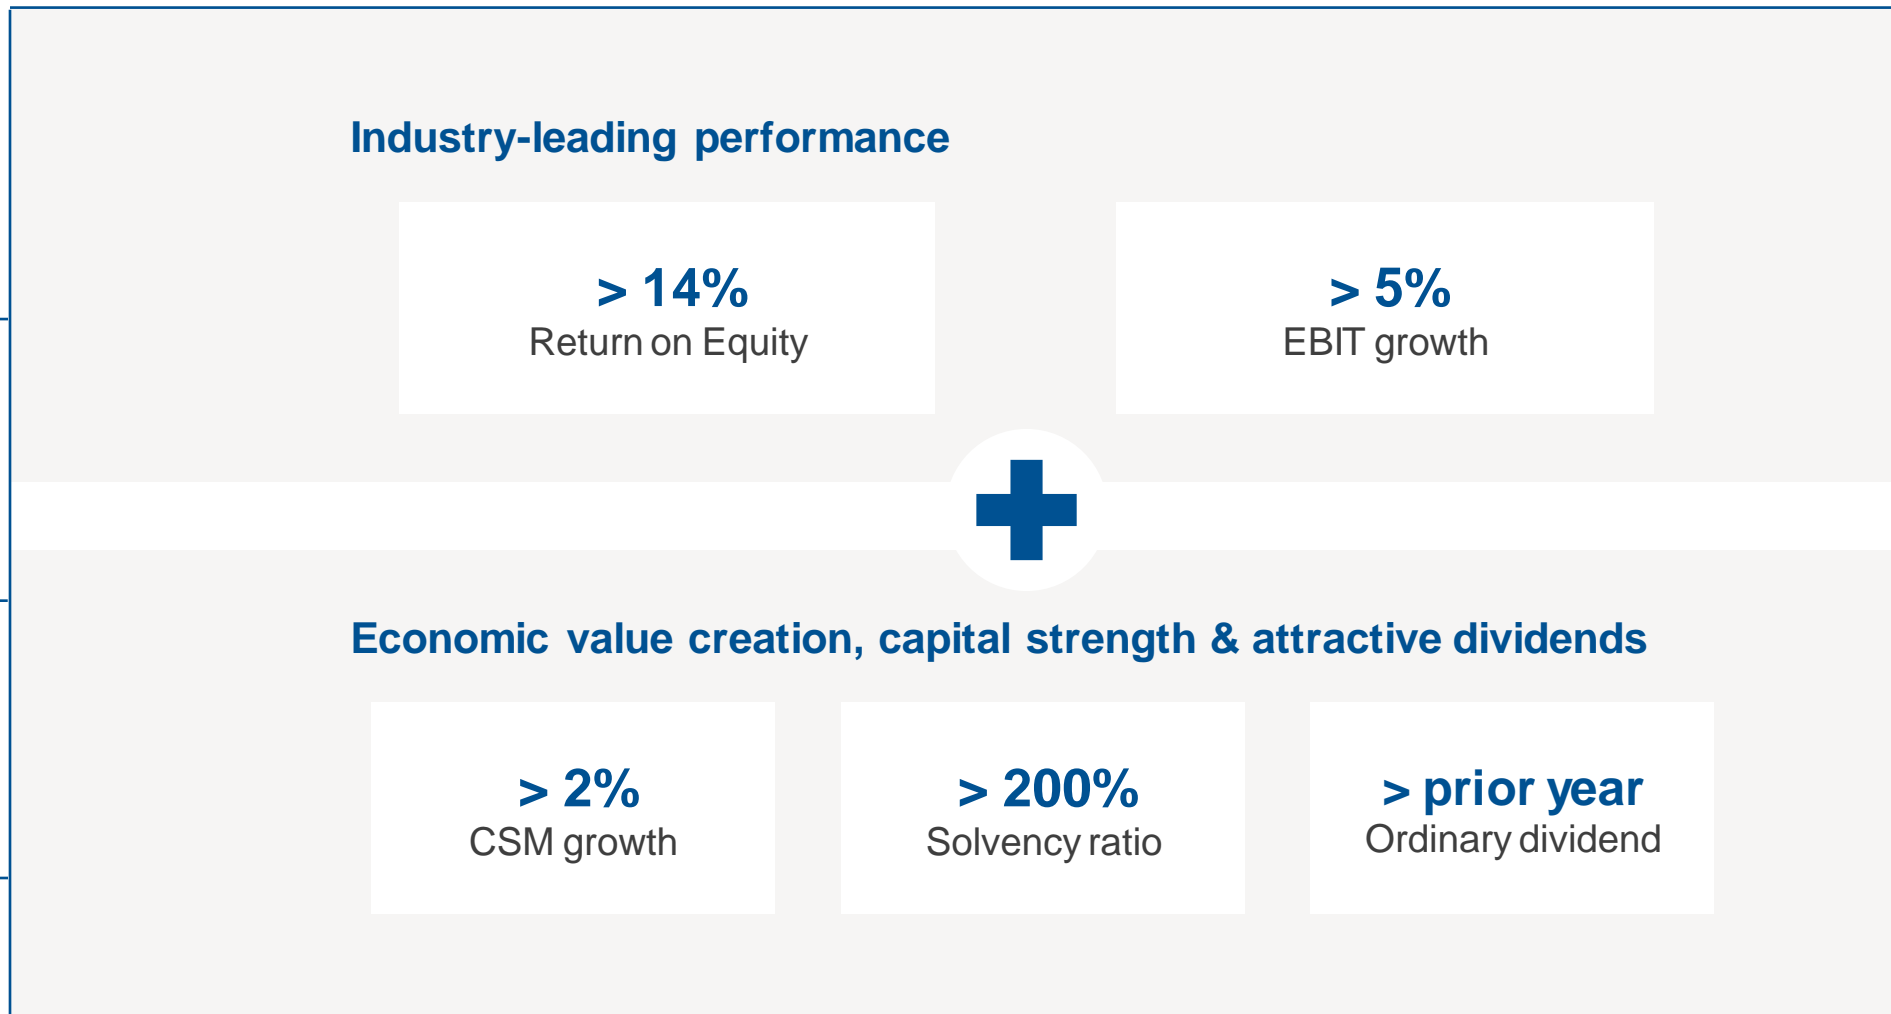 Industry-leading performance
> 14%
Return on Equity
> 5%
EBIT growth
Economic value creation, capital strength & attractive dividends
> 2%
CSM growth
> 200%
Solvency ratio
> prior year
Ordinary dividend